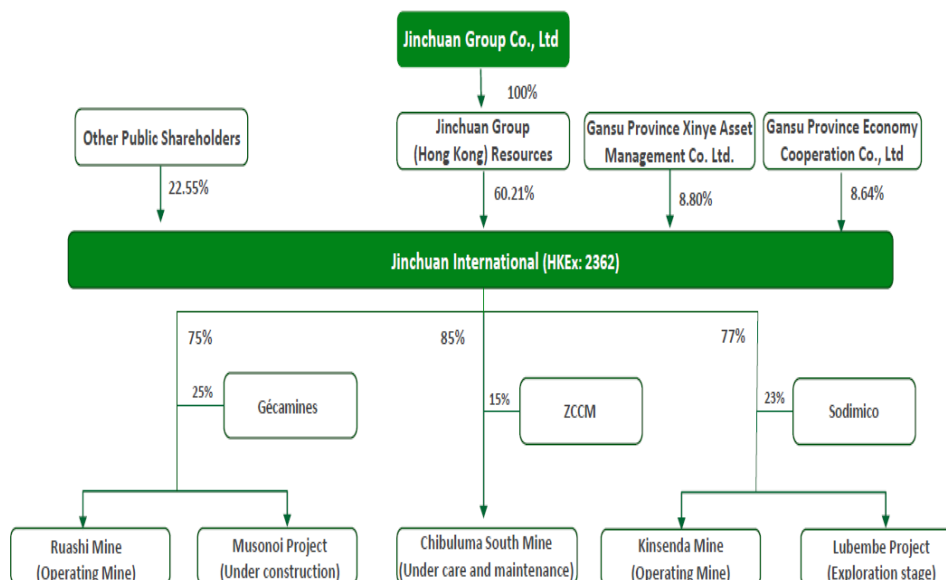 Jinchuan Group Co., Ltd
100%
Other Public Shareholders
Jinchuan Group
(Hong Kong) Resources
Gansu Province Xinye Asset
Management Co. Ltd.
Gansu Province Economy
Cooperation Co., Ltd
22.55%
60.21%
8.80%
8.64%
Jinchuan International (HKEx: 2362)
75%
85%
77%
25%
Gécamines
15%
ZCCM
23%
Sodimico
Ruashi Mine
(Operating Mine)
Musonoi Project
(Under construction)
Chibuluma South Mine
(Under care and maintenance)
Kinsenda Mine
(Operating Mine)
Lubembe Project
(Exploration stage)